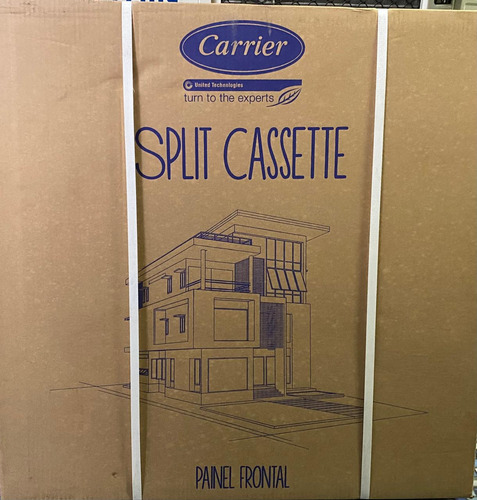 Carrier
United Technologies
turn to the experts
SPLIT CASSETTE
PAINEL FRONTAL